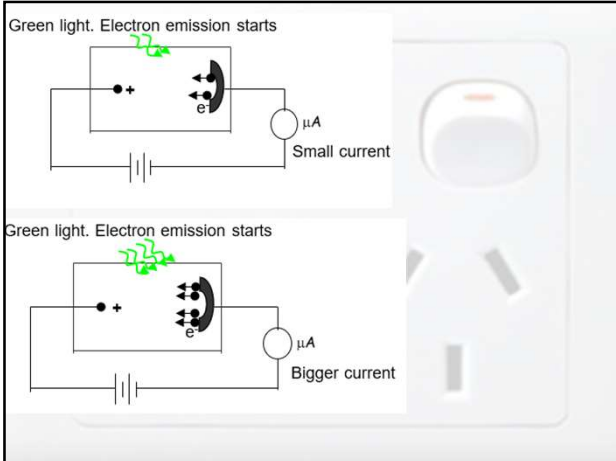 Green light. Electron emission starts
+
e-
μA
Small current
Green light. Electron emission starts
+
e-
μA
Bigger current